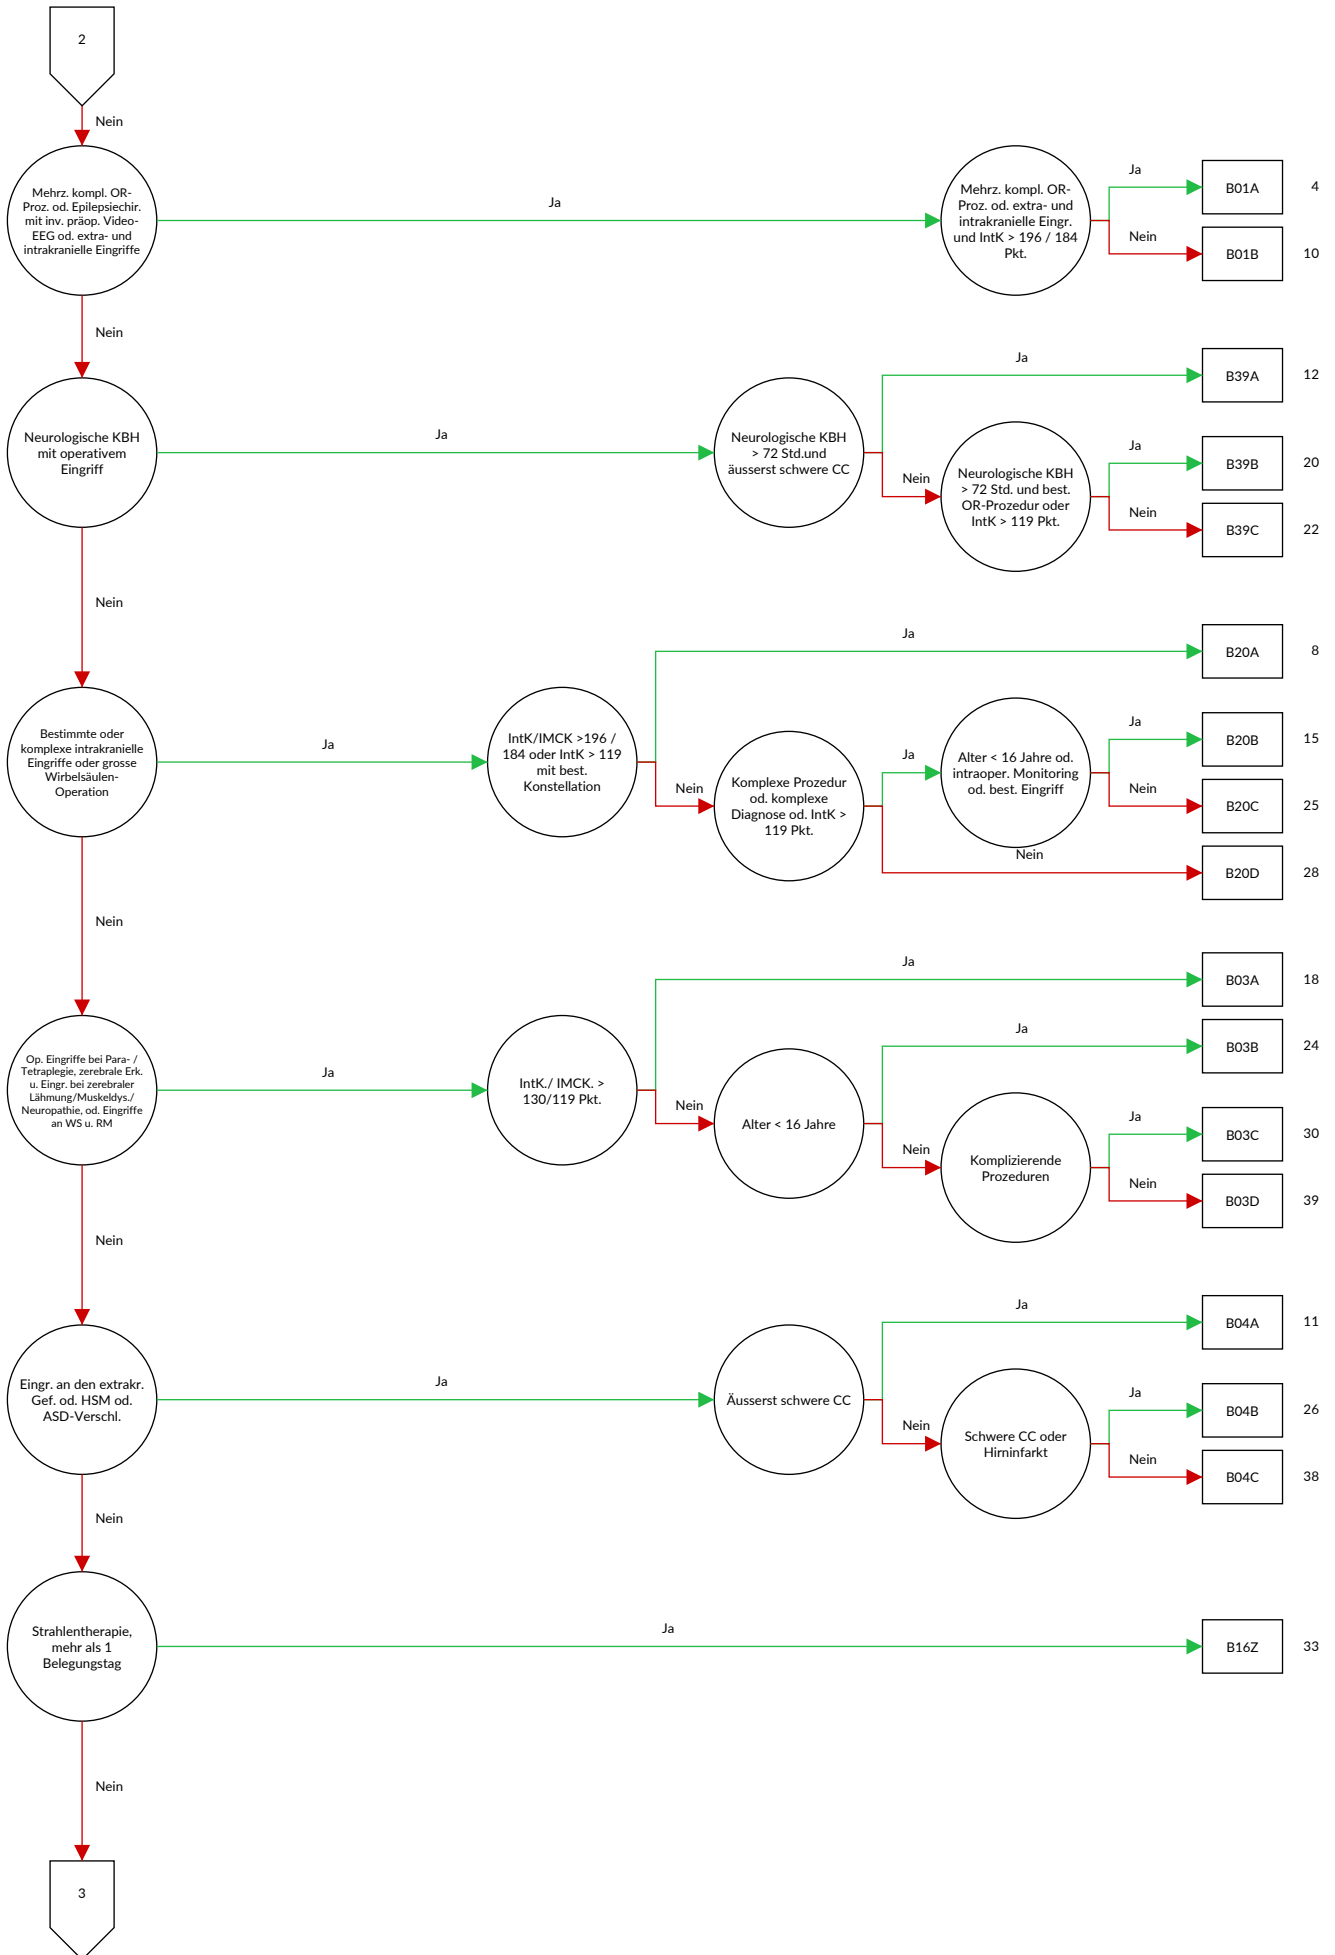 2
Nein
Mehrz. kompl. OR-
Proz. od. Epilepsiechir.
mit inv. präop. Video-
EEG od. extra- und
intrakranielle Eingriffe
Ja
Mehrz. kompl. OR-
Proz. od. extra- und
intrakranielle Eingr.
und IntK > 196 / 184
Pkt.
Ja
B01A
4
Nein
B01B
10
Nein
Neurologische KBH
mit operativem
Eingriff
Ja
Neurologische KBH
> 72 Std.und
äusserst schwere CC
Ja
B39A
12
Nein
Neurologische KBH
> 72 Std. und best.
OR-Prozedur oder
IntK > 119 Pkt.
Ja
B39B
20
Nein
B39C
22
Nein
Bestimmte oder
komplexe intrakranielle
Eingriffe oder grosse
Wirbelsäulen-
Operation
Ja
IntK/IMCK >196 /
184 oder IntK > 119
mit best.
Konstellation
Ja
B20A
8
Nein
Komplexe Prozedur
od. komplexe
Diagnose od. IntK >
119 Pkt.
Ja
Alter < 16 Jahre od.
intraoper. Monitoring
od. best. Eingriff
Ja
B20B
15
Nein
B20C
25
Nein
B20D
28
Nein
Op. Eingriffe bei Para- /
Tetraplegie, zerebrale Erk.
u. Eingr. bei zerebraler
Lähmung/Muskeldys./
Neuropathie, od. Eingriffe
an WS u. RM
Ja
IntK./ IMCK. >
130/119 Pkt.
Ja
B03A
18
Nein
Alter < 16 Jahre
Ja
B03B
24
Nein
Komplizierende
Prozeduren
Ja
B03C
30
Nein
B03D
39
Nein
Eingr. an den extrakr.
Gef. od. HSM od.
ASD-Verschl.
Ja
Äusserst schwere CC
Ja
B04A
11
Nein
Schwere CC oder
Hirninfarkt
Ja
B04B
26
Nein
B04C
38
Nein
Strahlentherapie,
mehr als 1
Belegungstag
Ja
B16Z
33
Nein
3